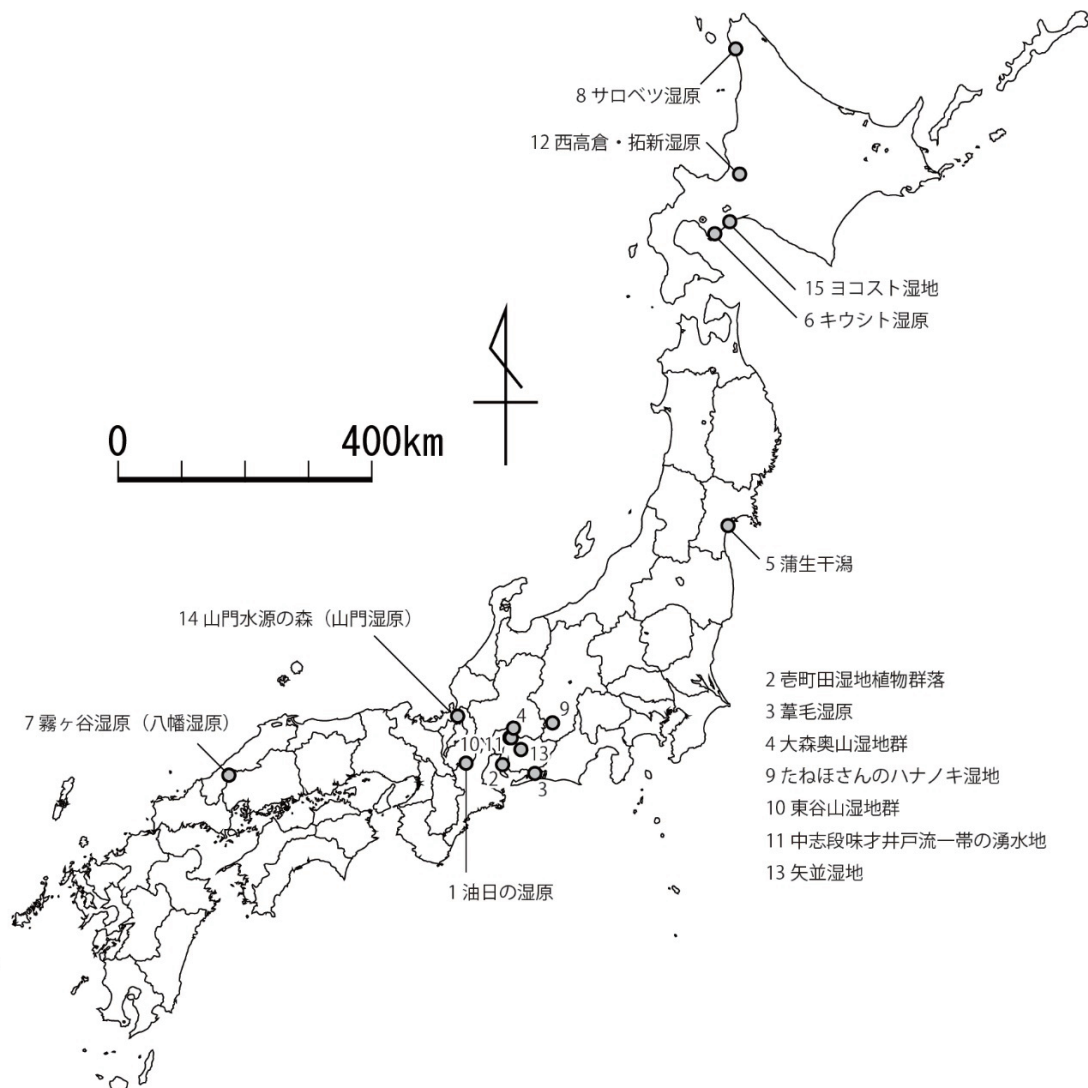 8 サロベツ湿原
12 西高倉・拓新湿原
15 ヨコスト湿地
6 キウシト湿原
0 400km
5 蒲生干潟
14 山門水源の森（山門湿原）
7 霧ヶ谷湿原（八幡湿原）
4
9
10
11
13
2
3
1 油日の湿原
2 壱町田湿地植物群落
3 葦毛湿原
4 大森奥山湿地群
9 たねほさんのハナノキ湿地
10 東谷山湿地群
11 中志段味才井戸流一帯の湧水地
13 矢並湿地